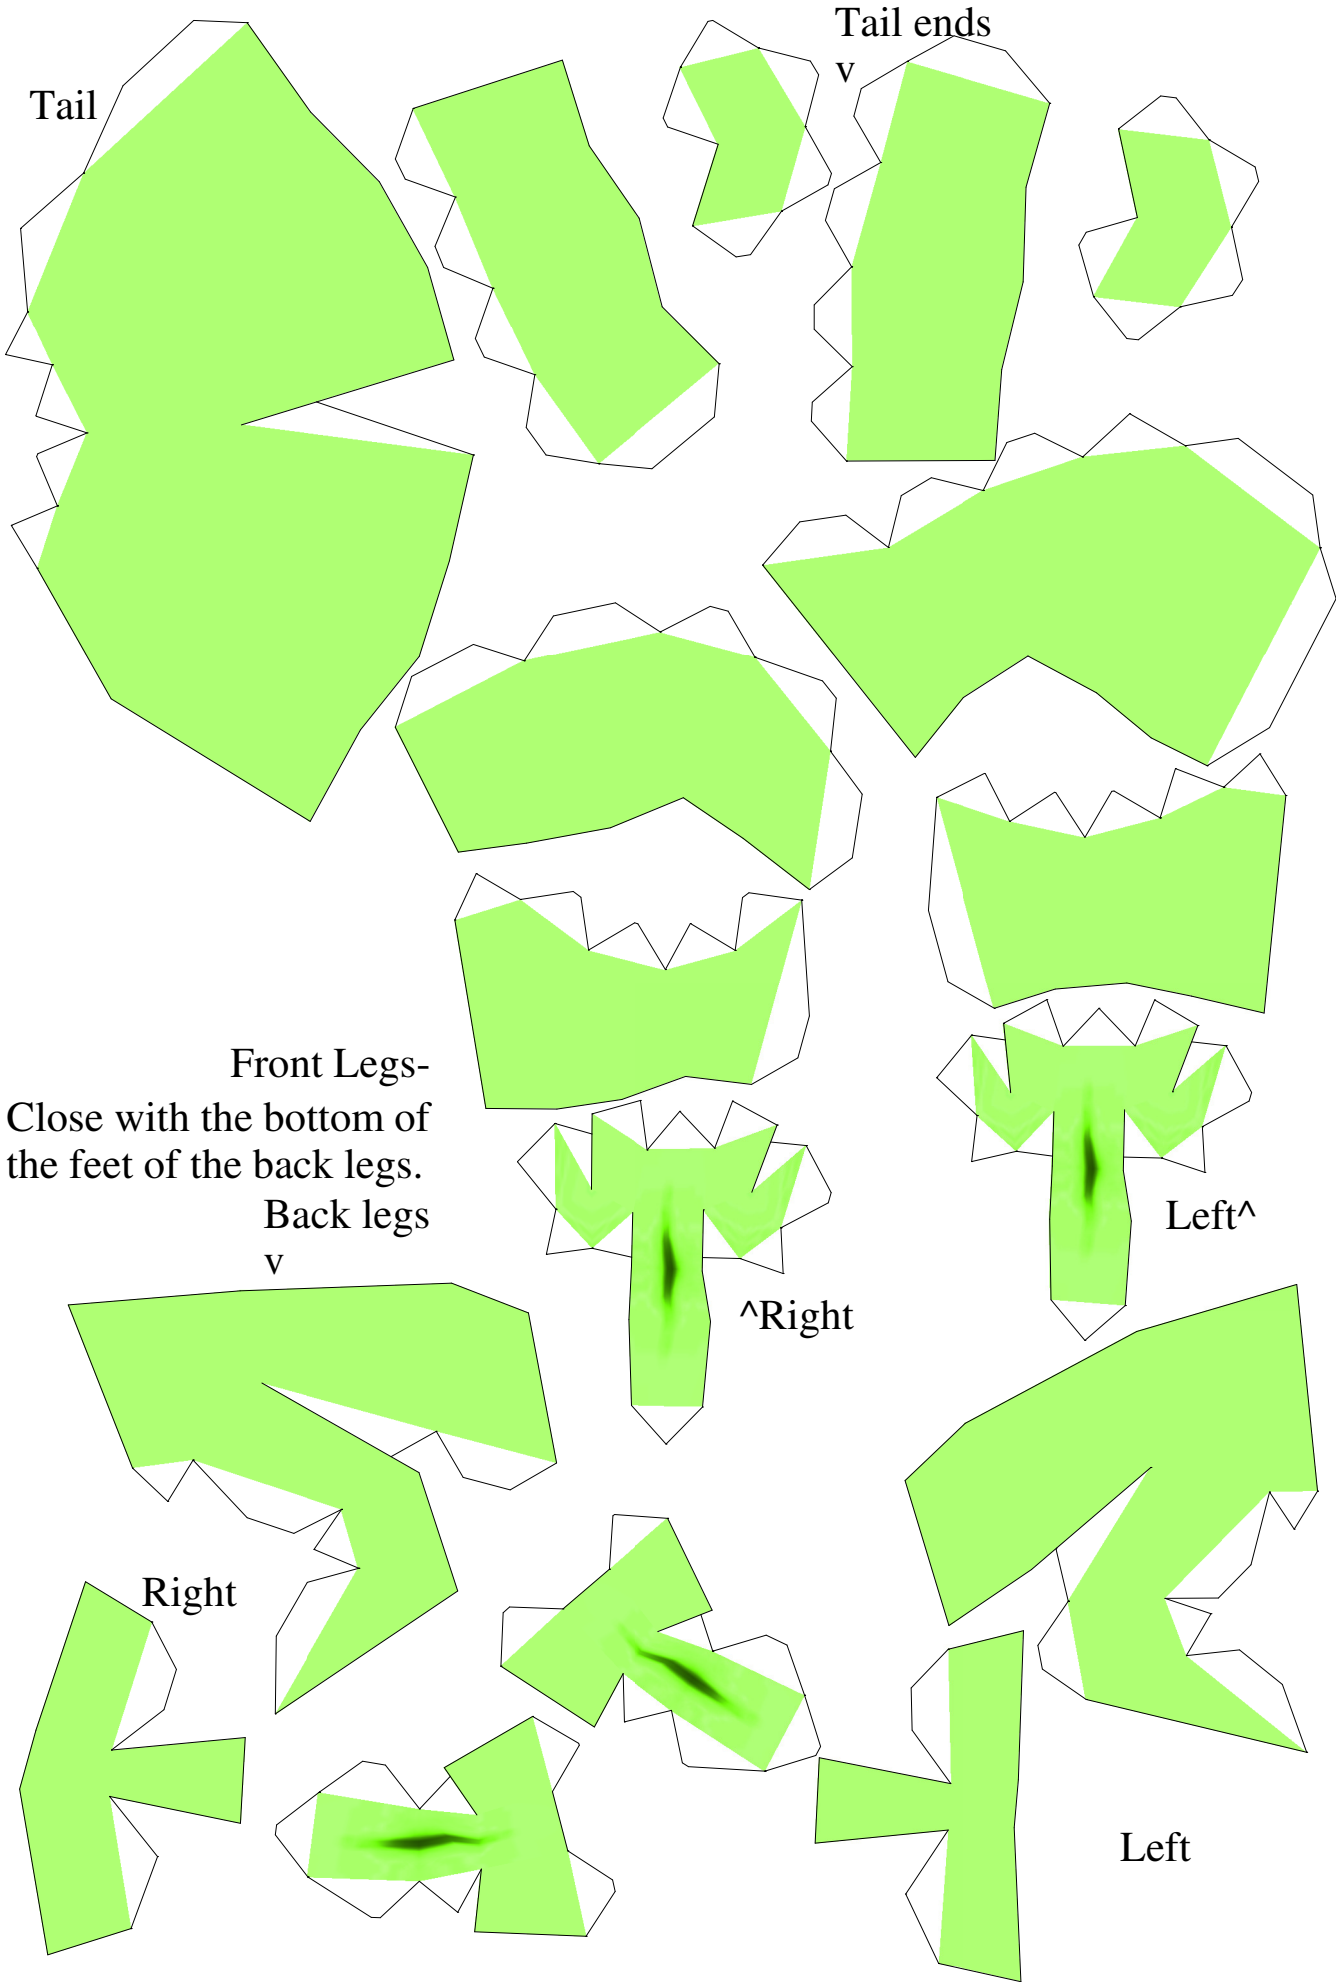 Tail ends
v
Tail
Front Legs-
Close with the bottom of
the feet of the back legs.
Back legs
v
Left^
^Right
Right
Left